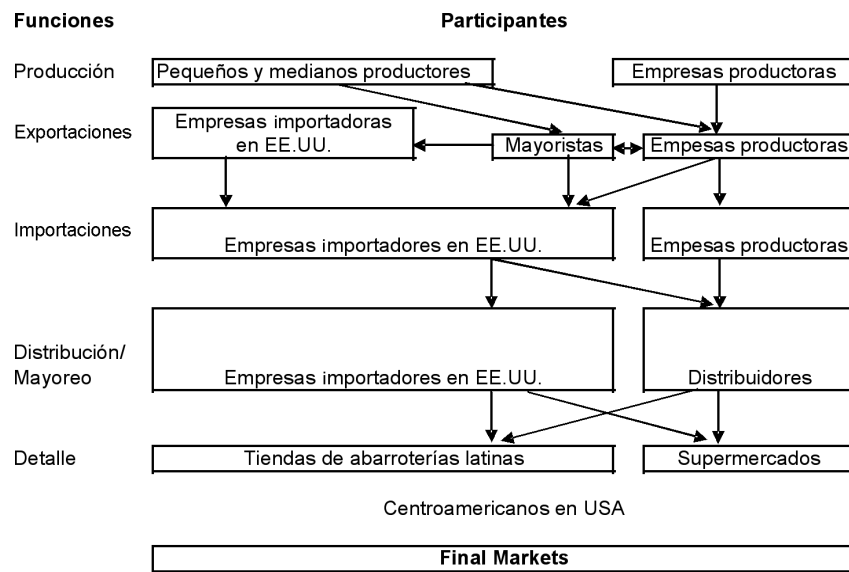 Funciones Participantes
Producción Pequeños y medianos productores Empresas productoras
Exportaciones Empresas importadoras
en EE.UU. Mayoristas Empesas productoras
Importaciones
Empresas importadores en EE.UU. Empesas productoras
Distribución/
Mayoreo Empresas importadores en EE.UU. Distribuidores
Detalle Tiendas de abarroterías latinas Supermercados
Centroamericanos en USA
Final Markets